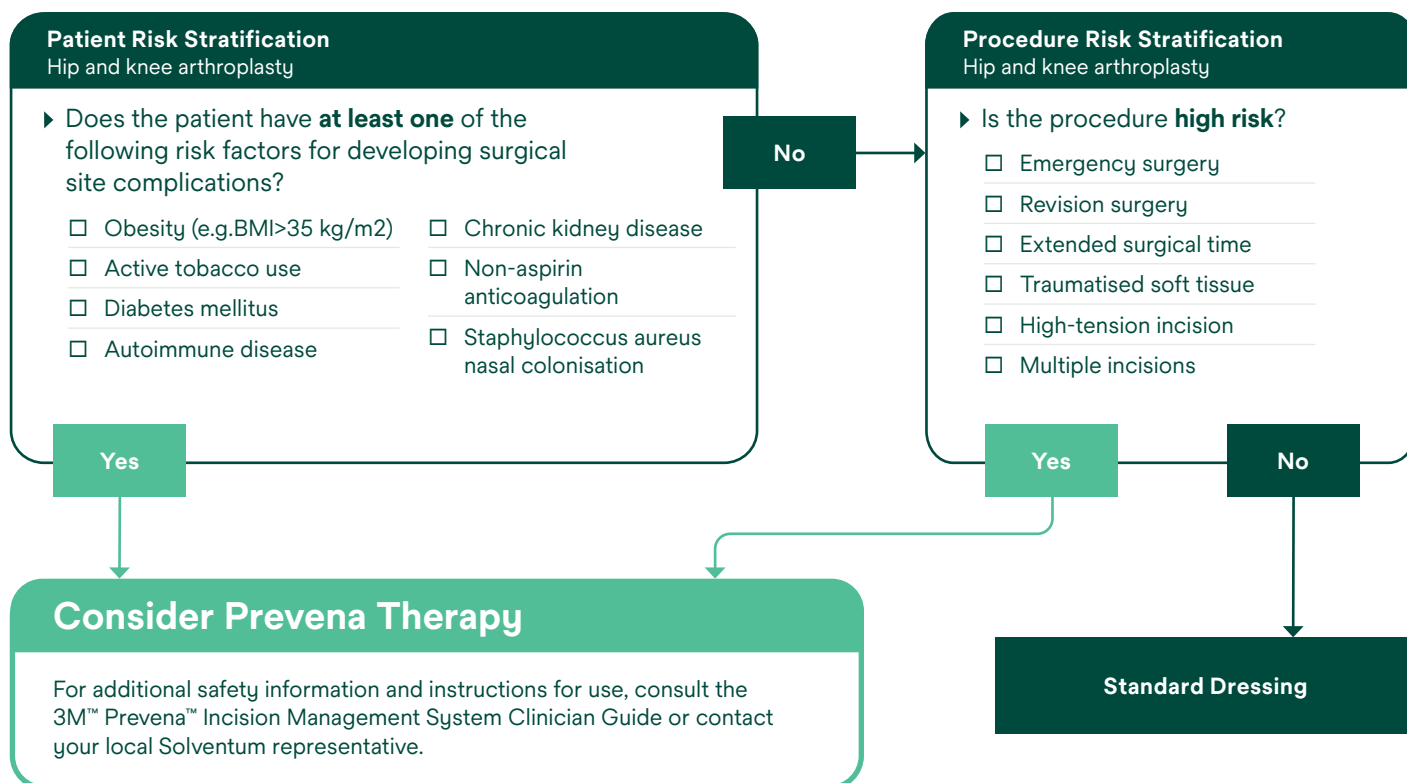 Patient Risk Stratification
Hip and knee arthroplasty
Does the patient have at least one of the
following risk factors for developing surgical
site complications?
Obesity (e.g.BMI>35 kg/m2)
Active tobacco use
Diabetes mellitus
Autoimmune disease
Chronic kidney disease
Non-aspirin
anticoagulation
Staphylococcus aureus
nasal colonisation
Yes
No
Procedure Risk Stratification
Hip and knee arthroplasty
Is the procedure high risk?
Emergency surgery
Revision surgery
Extended surgical time
Traumatised soft tissue
High-tension incision
Multiple incisions
Yes
No
Consider Prevena Therapy
For additional safety information and instructions for use, consult the
3M™ Prevena™ Incision Management System Clinician Guide or contact
your local Solventum representative.
Standard Dressing